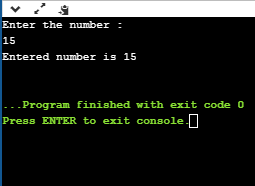 Enter the number :
15
Entered number is 15
...Program finished with exit code 0
Press ENTER to exit console.